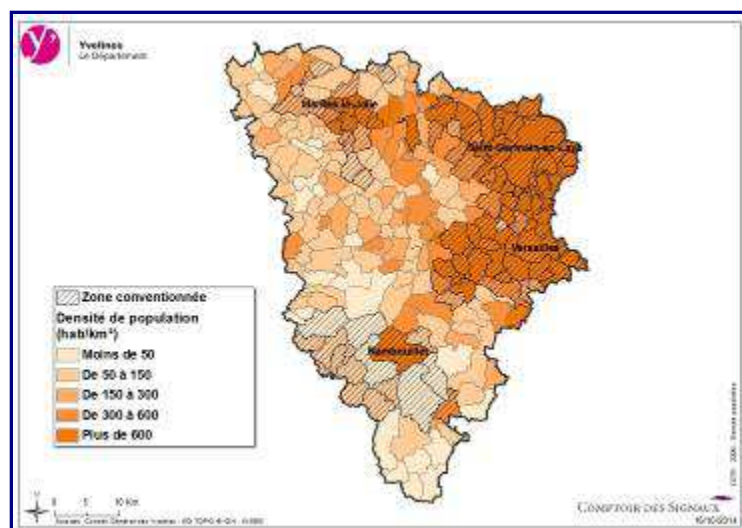 Yvelines
Le Département
Mantes-la-Jolie
Saint-Germain-en-Laye
Versailles
Rambouillet
Zone conventionnée
Densité de population
(hab/km²)
Moins de 50
De 50 à 150
De 150 à 300
De 300 à 600
Plus de 600
0 5 10 Km
COMPTOIR DES SIGNAUX